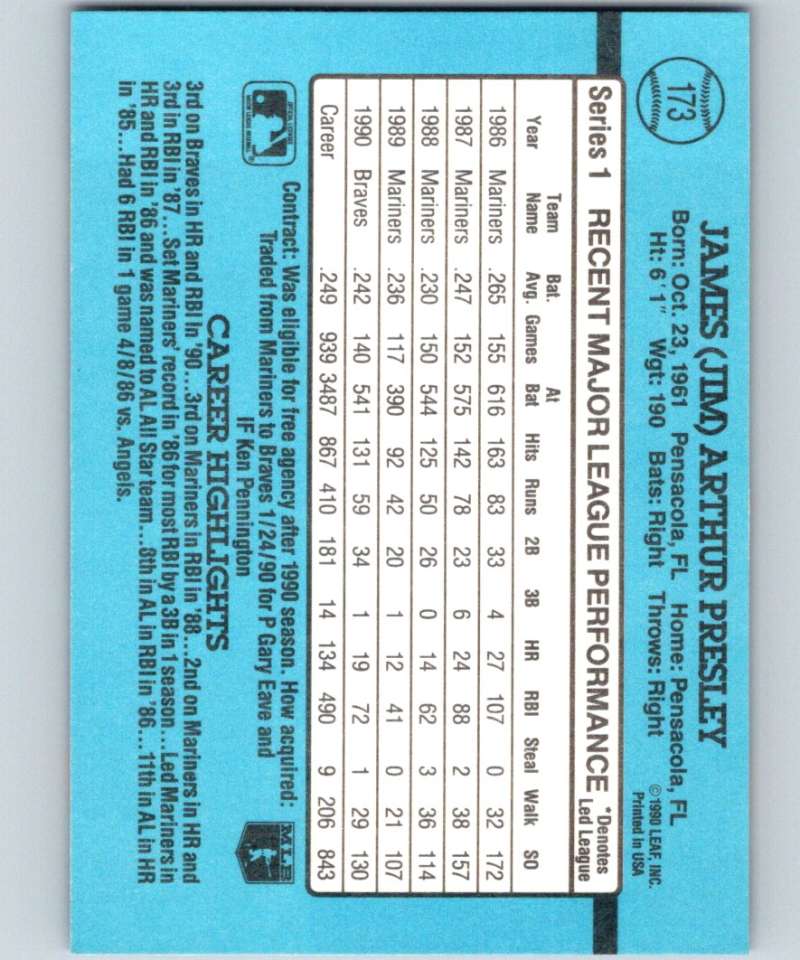 173
JAMES (JIM) ARTHUR PRESLEY
Born: Oct. 23, 1961 Pensacola, FL Home: Pensacola, FL
Ht: 6'1" Wgt: 190 Bats: Right Throws: Right
©1990 LEAF, INC.
Printed in USA
Series 1 RECENT MAJOR LEAGUE PERFORMANCE *Denotes Led League
Year Team Name Bat. Avg. Games At Bat Hits Runs 2B 3B HR RBI Steal Walk SO
1986 Mariners .265 155 616 163 83 33 4 27 107 0 32 172
1987 Mariners .247 152 575 142 78 23 6 24 88 2 38 157
1988 Mariners .230 150 544 125 50 26 0 14 62 3 36 114
1989 Mariners .236 117 390 92 42 20 1 12 41 0 21 107
1990 Braves .242 140 541 131 59 34 1 19 72 1 29 130
Career .249 939 3487 867 410 181 14 134 490 9 206 843
Contract: Was eligible for free agency after 1990 season. How acquired:
Traded from Mariners to Braves 1/24/90 for P Gary Eave and
IF Ken Pennington
MLB
CAREER HIGHLIGHTS
3rd on Braves in HR and RBI in '90...3rd on Mariners in RBI in '88...2nd on Mariners in HR and
3rd in RBI in '87...Set Mariners' record in '86 for most RBI by a 3B in 1 season...Led Mariners in
HR and RBI in '86 and was named to AL All Star team...8th in AL in RBI in '86...11th in AL in HR
in '85...Had 6 RBI in 1 game 4/8/86 vs. Angels.